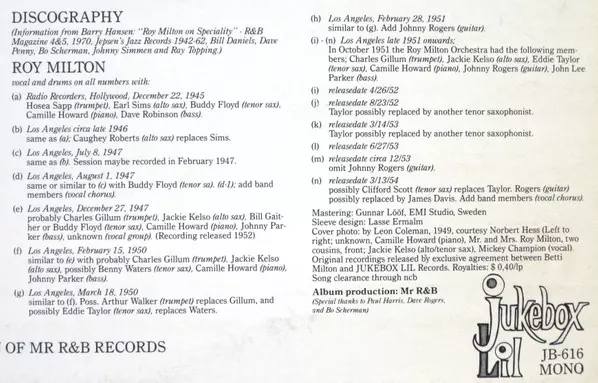 DISCOGRAPHY
(Information from Barry Hansen: "Roy Milton on Speciality" - R&B
Magazine 4&5, 1970, Jepsen's Jazz Records 1942-62, Bill Daniels, Dave
Penny, Bo Scherman, Johnny Simmen and Ray Topping.)
ROY MILTON
vocal and drums on all numbers with:
(a) Radio Recorders, Hollywood, December 22, 1945
Hosea Sapp (trumpet), Earl Sims (alto sax), Buddy Floyd (tenor sax),
Camille Howard (piano), Dave Robinson (bass).
(b) Los Angeles circa late 1946
same as (a); Caughey Roberts (alto sax) replaces Sims.
(c) Los Angeles, July 8, 1947
same as (b). Session maybe recorded in February 1947.
(d) Los Angeles, August 1, 1947
same or similar to (c) with Buddy Floyd (tenor sa). (d-1); add band
members (vocal chorus).
(e) Los Angeles, December 27, 1947
probably Charles Gillum (trumpet), Jackie Kelso (alto sax), Bill Gait-
her or Buddy Floyd (tenor sax), Camille Howard (piano), Johnny Par-
ker (bass), unknown (vocal group). (Recording session 1952)
(f) Los Angeles, February 15, 1950
similar to (e) with probably Charles Gillum (trumpet), Jackie Kelso
(alto sax), possibly Benny Waters (tenor sax), Camille Howard (piano),
Johnny Parker (bass).
(g) Los Angeles, March 18, 1950
similar to (f). Poss. Arthur Walker (trumpet) replaces Gillum, and
possibly Eddie Taylor (tenor sax), replaces Waters.
OF MR R&B RECORDS
(h) Los Angeles, February 28, 1951
similar to (g). Add Johnny Rogers (guitar).
(i) - (n) Los Angeles late 1951 onwards;
In October 1951 the Roy Milton Orchestra had the following mem-
bers; Charles Gillum (trumpet), Jackie Kelso (alto sax), Eddie Taylor
(tenor sax), Camille Howard (piano), Johnny Rogers (guitar), John Lee
Parker (bass).
(i) releasedate 4/26/52
(j) releasedate 8/23/52
Taylor possibly replaced by another tenor saxophonist.
(k) releasedate 3/14/53
Taylor possibly replaced by another tenor saxophonist.
(l) releasedate 6/27/53
(m) releasedate circa 12/53
omit Johnny Rogers (guitar).
(n) releasedate 3/13/54
possibly Clifford Scott (tenor sax) replaces Taylor. Rogers (guitar)
possibly replaced by James Davis. Add band members (vocal chorus).
Mastering: Gunnar Lööf, EMI Studio, Sweden
Sleeve design: Lasse Ermalm
Cover photo: by Leon Coleman, 1949, courtesy Norbert Hess (Left to
right; unknown, Camille Howard (piano), Mr. and Mrs. Roy Milton, two
cousins, front; Jackie Kelso (alto/tenor sax), Mickey Champion (vocal).
Original recordings released by exclusive agreement between Betti
Milton and JUKEBOX LIL Records. Royalties: $ 0,40/lp
Song clearance through ncb
Album production: Mr R&B
(Special thanks to Paul Harris, Dave Rogers,
and Bo Scherman)
Jukebox
Lil
JB-616
MONO